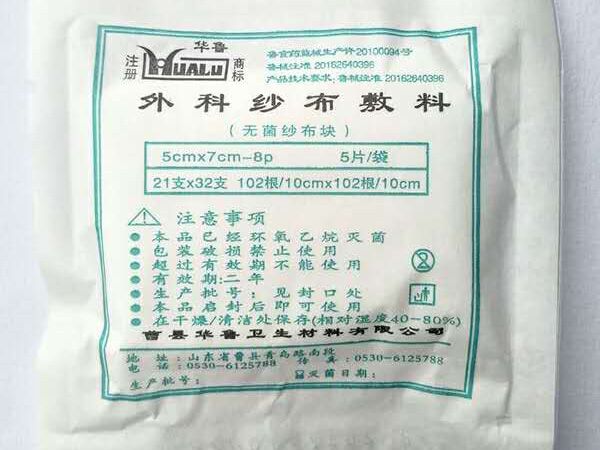 华鲁
注册 HUALU 商标
鲁食药监械生产许20100094号
鲁械注准 20162640396
产品技术要求：鲁械注准 20162640396
外科纱布敷料
（无菌纱布块）
5cmx7cm-8p 5片/袋
21支x32支 102根/10cmx102根/10cm
注意事项
本品已经环氧乙烷灭菌
包装破损禁止使用
超过有效期不能使用
有效期:二年
生产批号：见封口处
本品启封后即可使用
在干燥/清洁处保存(相对湿度40-80%)
曹县华鲁卫生材料有限公司
地址：山东省曹县青岛路南段 传真：0530-6125788
电话：0530-6125788
生产批号： 灭菌日期：